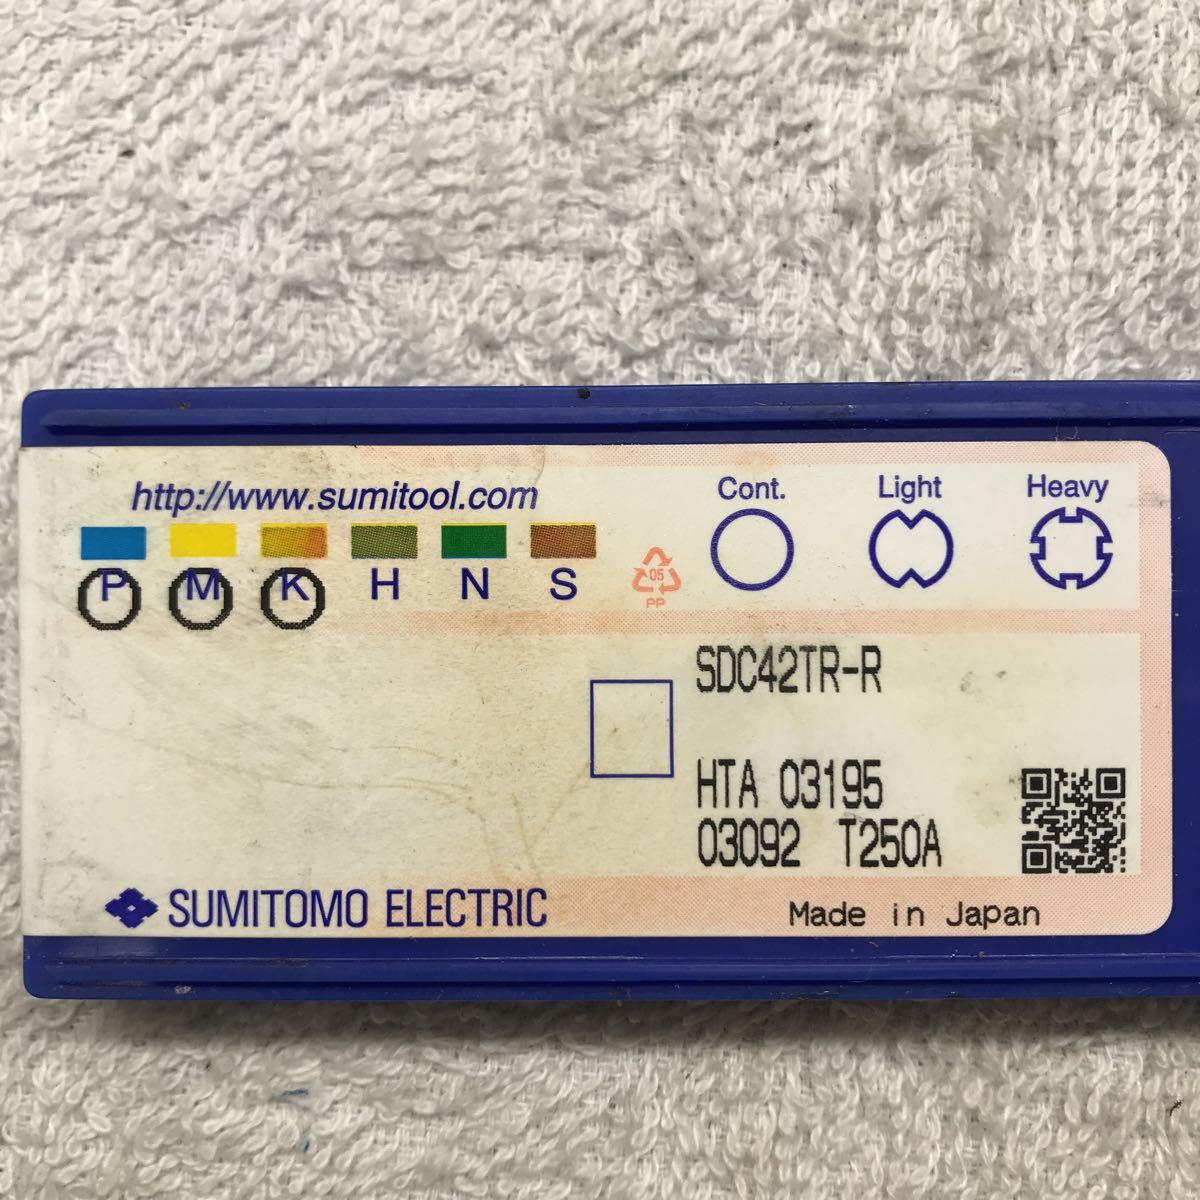 http://www.sumitool.com
Cont. Light Heavy
P M K H N S
05
PP
SDC42TR-R
HTA 03195
03092 T250A
SUMITOMO ELECTRIC
Made in Japan